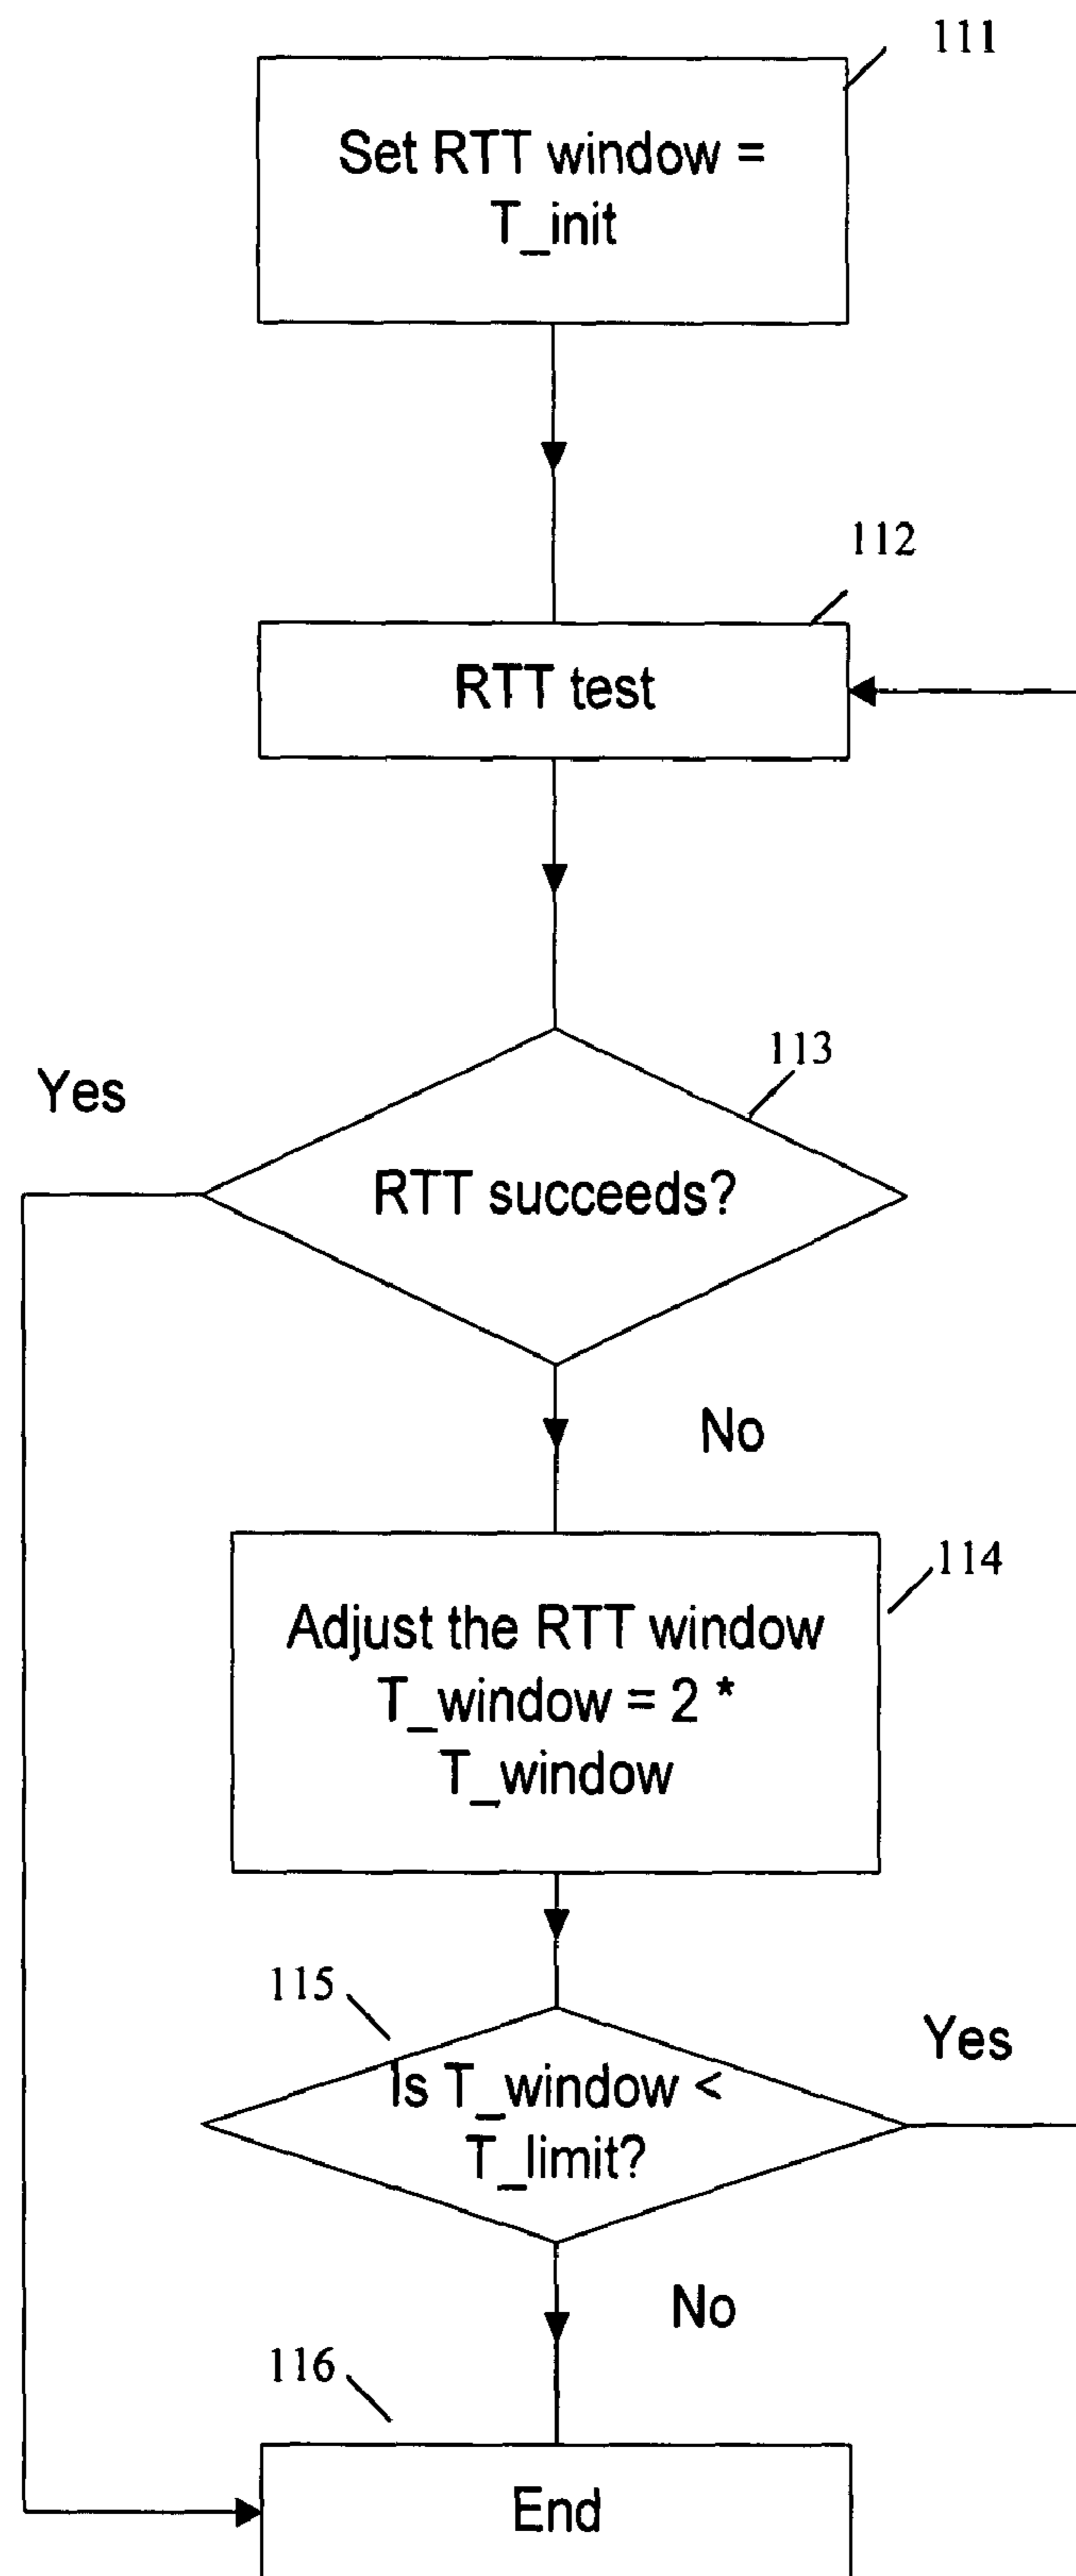 111
Set RTT window =
T_init
112
RTT test
113
Yes
RTT succeeds?
No
114
Adjust the RTT window
T_window = 2 *
T_window
115
Yes
Is T_window <
T_limit?
No
116
End